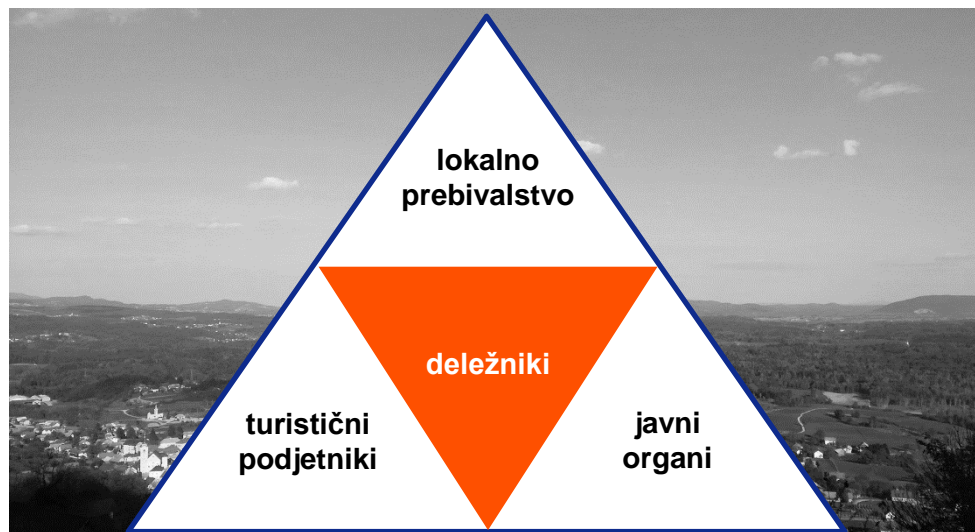 lokalno
prebivalstvo
deležniki
turistični
podjetniki
javni
organi